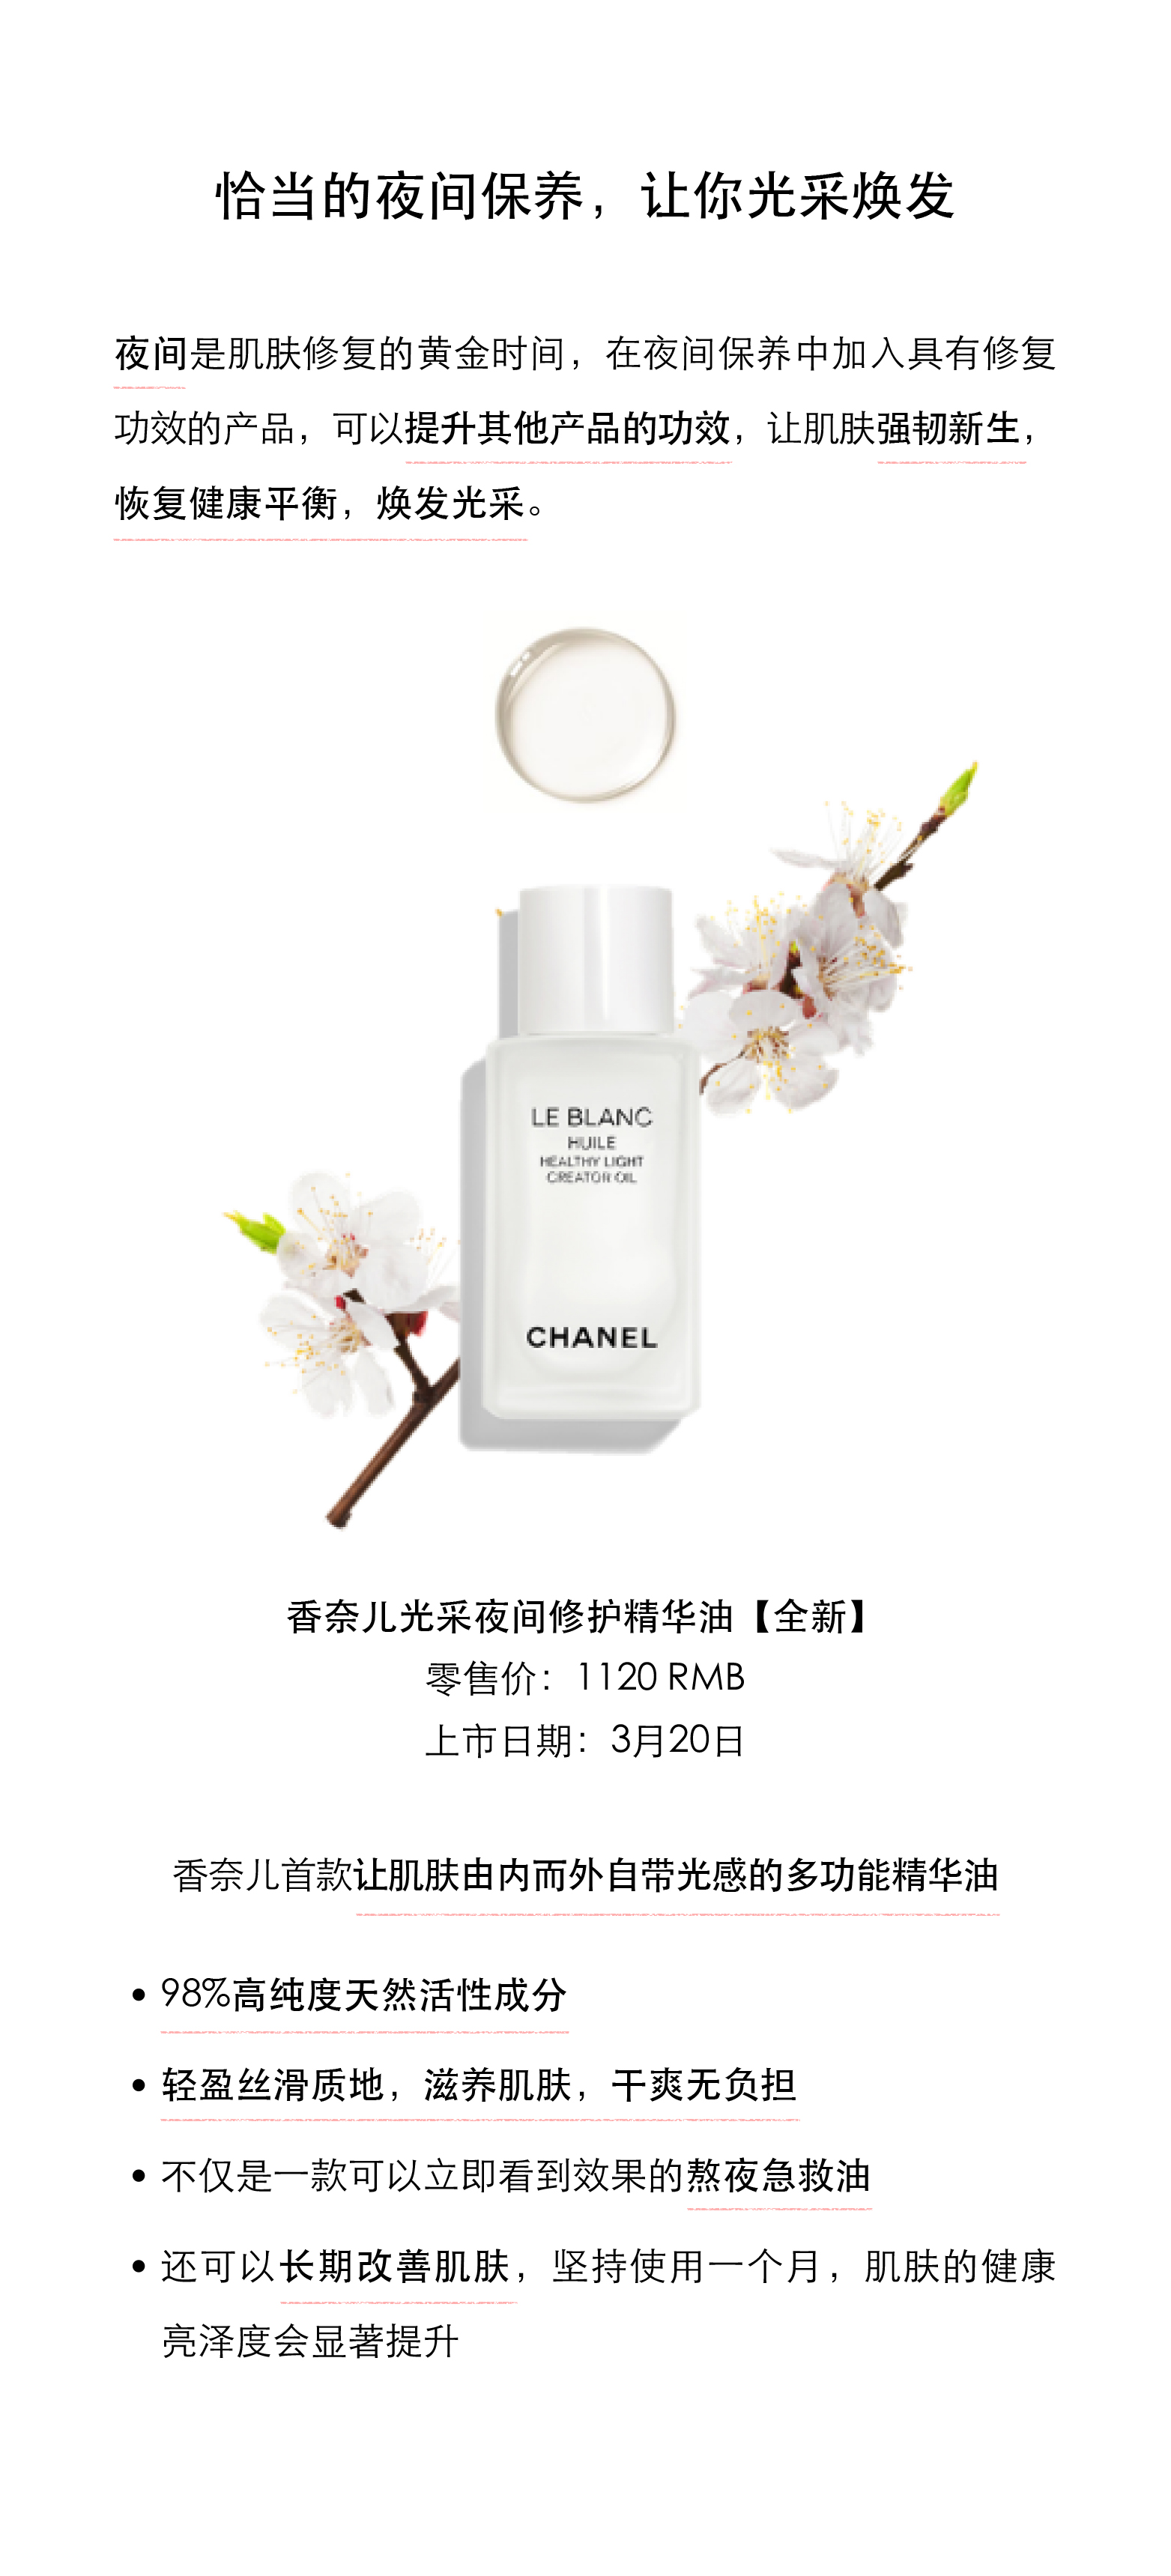 恰当的夜间保养，让你光采焕发
夜间是肌肤修复的黄金时间，在夜间保养中加入具有修复
功效的产品，可以提升其他产品的功效，让肌肤强韧新生，
恢复健康平衡，焕发光采。
LE BLANC
HUILE
HEALTHY LIGHT
CREATOR OIL
CHANEL
香奈儿光采夜间修护精华油【全新】
零售价：1120 RMB
上市日期：3月20日
香奈儿首款让肌肤由内而外自带光感的多功能精华油
• 98%高纯度天然活性成分
• 轻盈丝滑质地，滋养肌肤，干爽无负担
• 不仅是一款可以立即看到效果的熬夜急救油
• 还可以长期改善肌肤，坚持使用一个月，肌肤的健康
亮泽度会显著提升